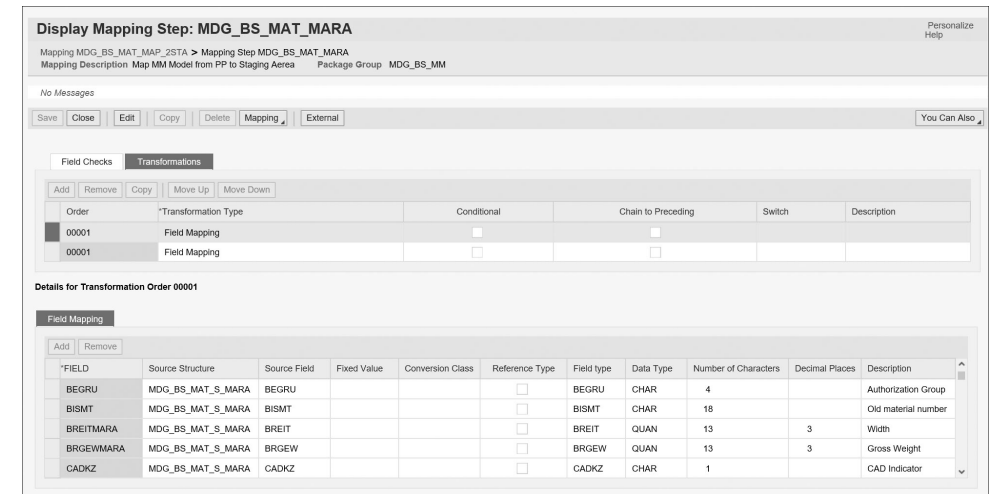 Display Mapping Step: MDG_BS_MAT_MARA
Personalize
Help
Mapping MDG_BS_MAT_MAP_2STA > Mapping Step MDG_BS_MAT_MARA
Mapping Description Map MM Model from PP to Staging Aerea Package Group MDG_BS_MM
No Messages
Save Close Edit Copy Delete Mapping External You Can Also
Field Checks Transformations
Add Remove Copy Move Up Move Down
Order *Transformation Type Conditional Chain to Preceding Switch Description
00001 Field Mapping
00001 Field Mapping
Details for Transformation Order 00001
Field Mapping
Add Remove
*FIELD Source Structure Source Field Fixed Value Conversion Class Reference Type Field type Data Type Number of Characters Decimal Places Description
BEGRU MDG_BS_MAT_S_MARA BEGRU BEGRU CHAR 4 Authorization Group
BISMT MDG_BS_MAT_S_MARA BISMT BISMT CHAR 18 Old material number
BREITMARA MDG_BS_MAT_S_MARA BREIT BREIT QUAN 13 3 Width
BRGEWMARA MDG_BS_MAT_S_MARA BRGEW BRGEW QUAN 13 3 Gross Weight
CADKZ MDG_BS_MAT_S_MARA CADKZ CADKZ CHAR 1 CAD Indicator